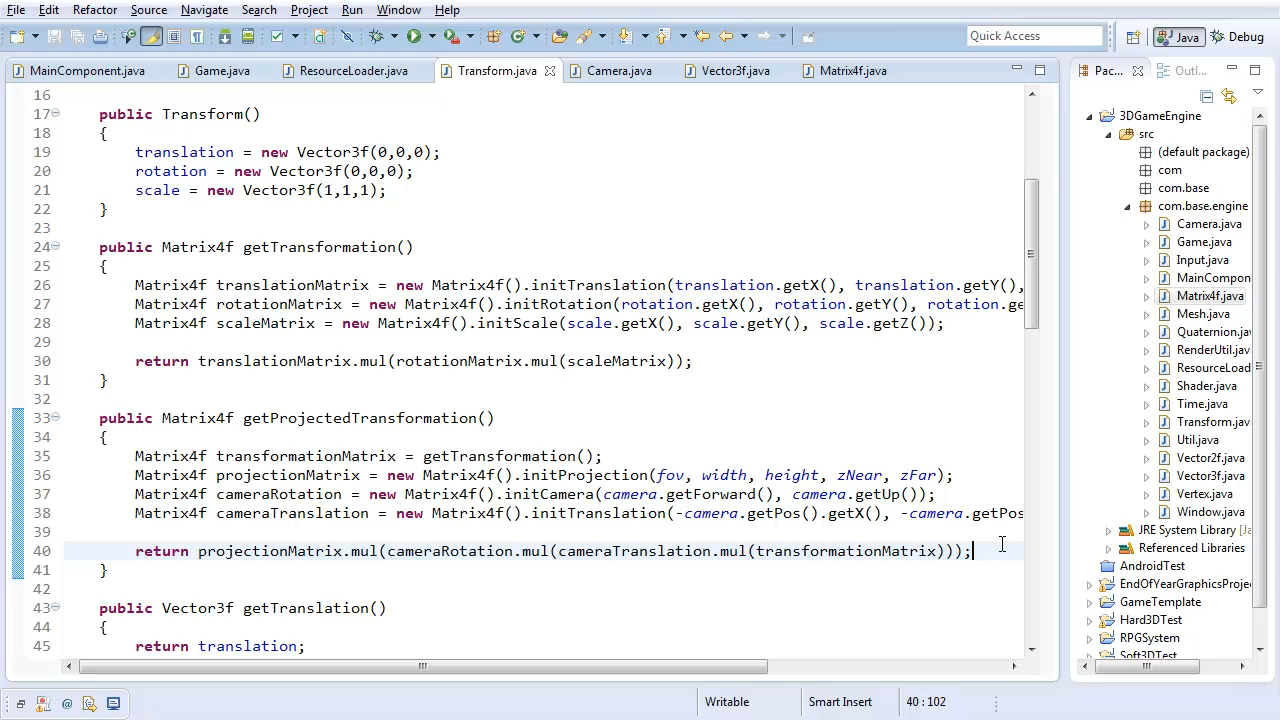 File Edit Refactor Source Navigate Search Project Run Window Help
Quick Access
Java
Debug
MainComponent.java
Game.java
ResourceLoader.java
Transform.java
Camera.java
Vector3f.java
Matrix4f.java
16
17 public Transform()
18 {
19 translation = new Vector3f(0,0,0);
20 rotation = new Vector3f(0,0,0);
21 scale = new Vector3f(1,1,1);
22 }
23
24 public Matrix4f getTransformation()
25 {
26 Matrix4f translationMatrix = new Matrix4f().initTranslation(translation.getX(), translation.getY(),
27 Matrix4f rotationMatrix = new Matrix4f().initRotation(rotation.getX(), rotation.getY(), rotation.ge
28 Matrix4f scaleMatrix = new Matrix4f().initScale(scale.getX(), scale.getY(), scale.getZ());
29
30 return translationMatrix.mul(rotationMatrix.mul(scaleMatrix));
31 }
32
33 public Matrix4f getProjectedTransformation()
34 {
35 Matrix4f transformationMatrix = getTransformation();
36 Matrix4f projectionMatrix = new Matrix4f().initProjection(fov, width, height, zNear, zFar);
37 Matrix4f cameraRotation = new Matrix4f().initCamera(camera.getForward(), camera.getUp());
38 Matrix4f cameraTranslation = new Matrix4f().initTranslation(-camera.getPos().getX(), -camera.getPos
39
40 return projectionMatrix.mul(cameraRotation.mul(cameraTranslation.mul(transformationMatrix)));
41 }
42
43 public Vector3f getTranslation()
44 {
45 return translation;
Pac...
Outl...
3DGameEngine
src
(default package)
com
com.base
com.base.engine
Camera.java
Game.java
Input.java
MainCompon
Matrix4f.java
Mesh.java
Quaternion.jav
RenderUtil.jav
ResourceLoad
Shader.java
Time.java
Transform.jav
Util.java
Vector2f.java
Vector3f.java
Vertex.java
Window.java
JRE System Library [Ja
Referenced Libraries
AndroidTest
EndOfYearGraphicsProjec
GameTemplate
Hard3DTest
RPGSystem
Soft3DTest
Writable
Smart Insert
40 : 102